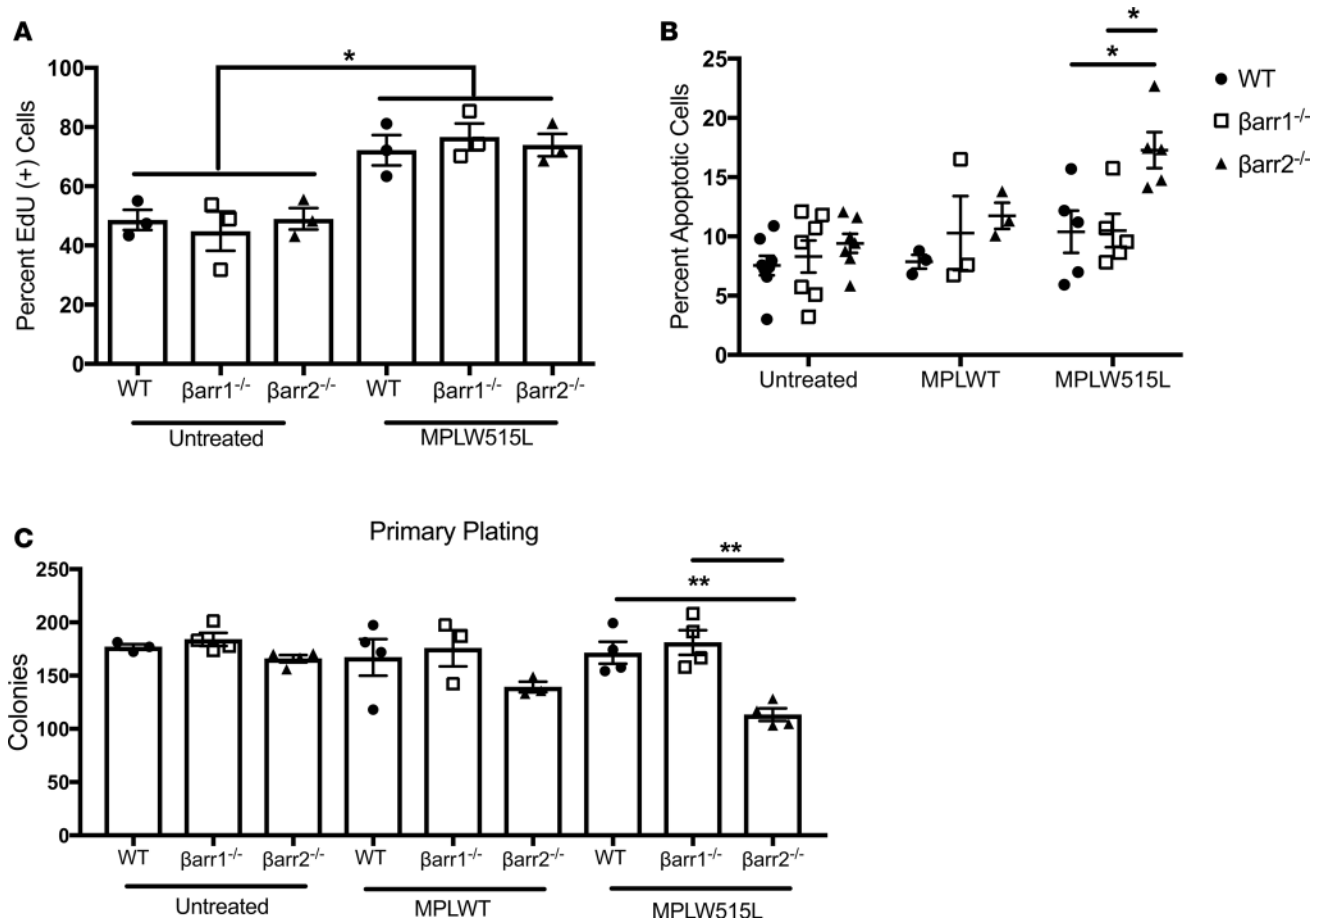 A
Percent EdU (+) Cells
100
80
60
40
20
0
*
WT βarr1-/- βarr2-/- WT βarr1-/- βarr2-/-
Untreated MPLW515L
B
Percent Apoptotic Cells
25
20
15
10
5
0
*
*
WT
βarr1-/-
βarr2-/-
Untreated MPLWT MPLW515L
C
Primary Plating
Colonies
250
200
150
100
50
0
**
**
WT βarr1-/- βarr2-/- WT βarr1-/- βarr2-/- WT βarr1-/- βarr2-/-
Untreated MPLWT MPLW515L